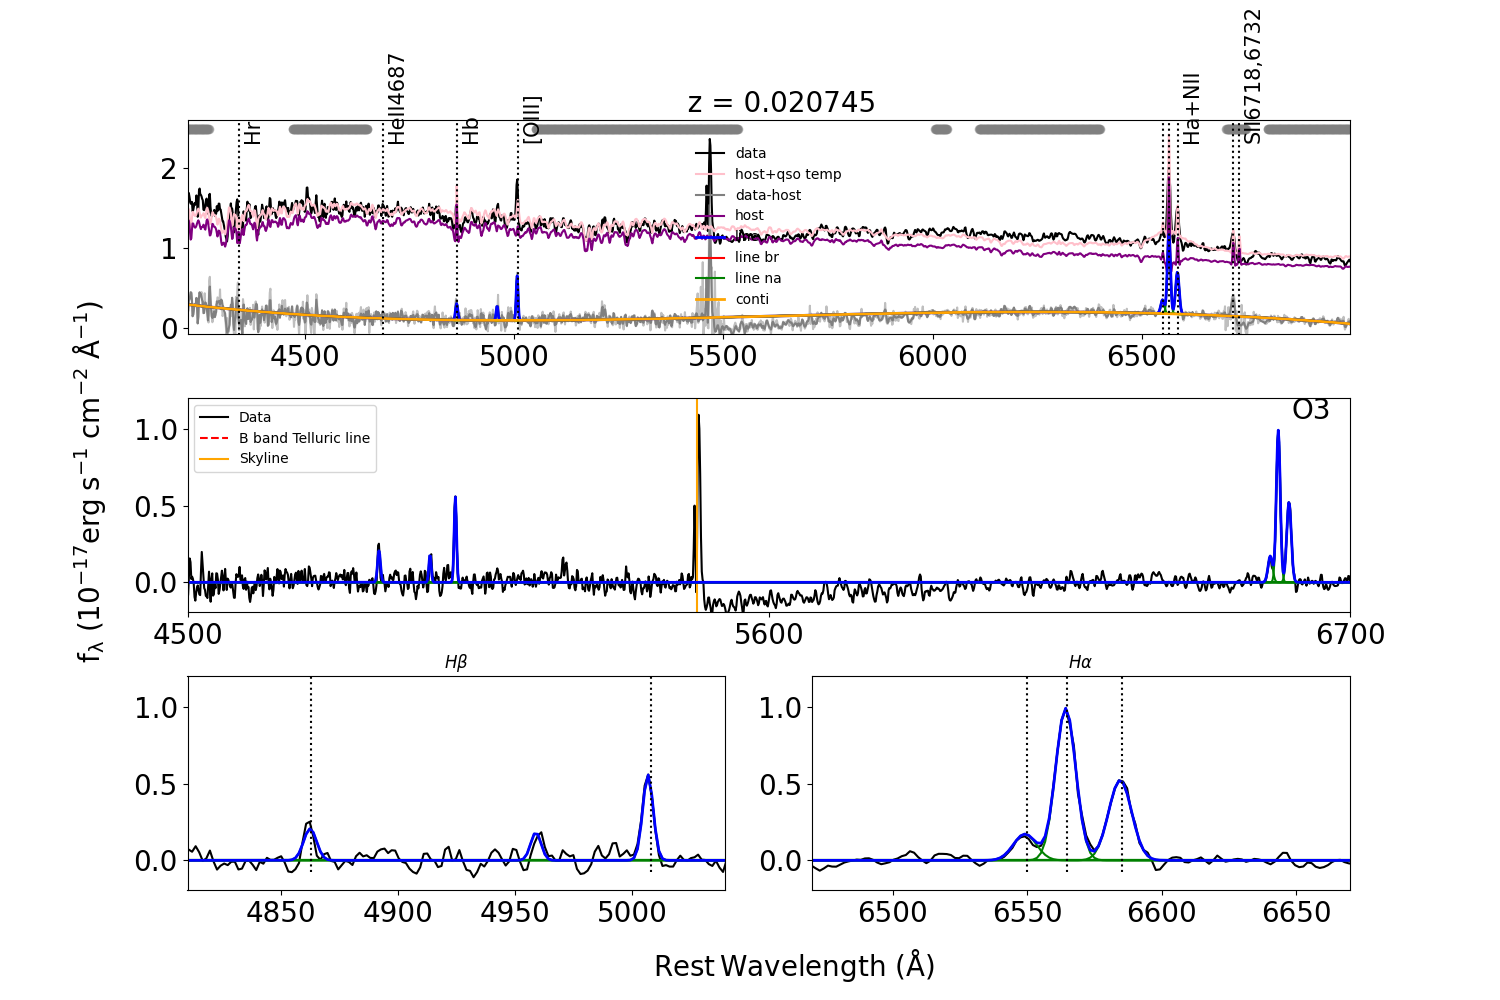 z = 0.020745
Hr
HeII4687
Hb
[OIII]
Ha+NII
SII6718,6732
data
host+qso temp
data-host
host
line br
line na
conti
2
1
0
4500 5000 5500 6000 6500
f_λ (10⁻¹⁷erg s⁻¹ cm⁻² Å⁻¹)
O3
Data
B band Telluric line
Skyline
1.0
0.5
0.0
4500 5600 6700
Hβ
1.0
0.5
0.0
4850 4900 4950 5000
Hα
1.0
0.5
0.0
6500 6550 6600 6650
Rest Wavelength (Å)